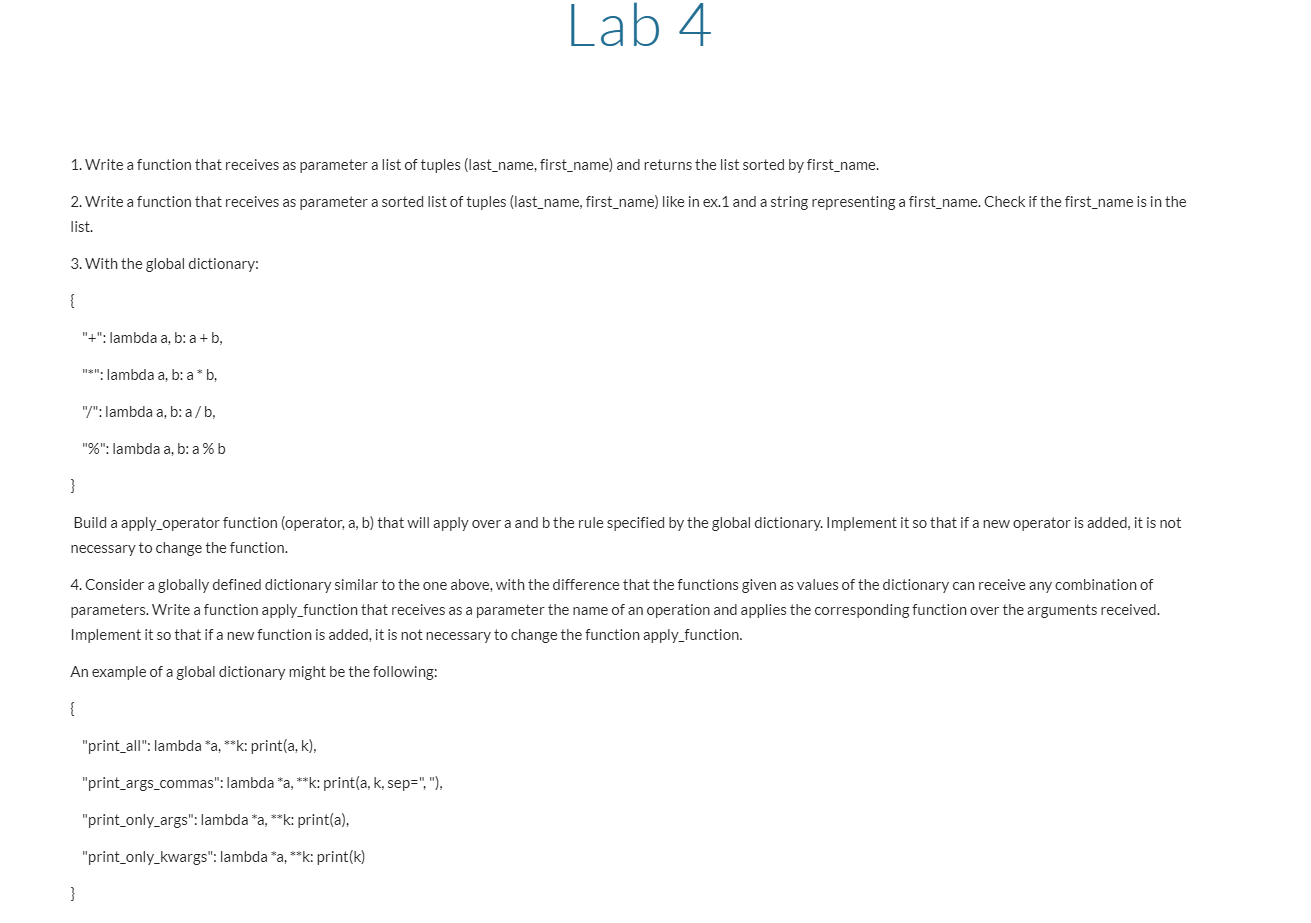 Lab 4
1. Write a function that receives as parameter a list of tuples (last_name, first_name) and returns the list sorted by first_name.
2. Write a function that receives as parameter a sorted list of tuples (last_name, first_name) like in ex.1 and a string representing a first_name. Check if the first_name is in the
list.
3. With the global dictionary:
{
"+": lambda a, b: a + b,
"*": lambda a, b: a * b,
"/": lambda a, b: a / b,
"%": lambda a, b: a % b
}
Build a apply_operator function (operator, a, b) that will apply over a and b the rule specified by the global dictionary. Implement it so that if a new operator is added, it is not
necessary to change the function.
4. Consider a globally defined dictionary similar to the one above, with the difference that the functions given as values of the dictionary can receive any combination of
parameters. Write a function apply_function that receives as a parameter the name of an operation and applies the corresponding function over the arguments received.
Implement it so that if a new function is added, it is not necessary to change the function apply_function.
An example of a global dictionary might be the following:
{
"print_all": lambda *a, **k: print(a, k),
"print_args_commas": lambda *a, **k: print(a, k, sep=", "),
"print_only_args": lambda *a, **k: print(a),
"print_only_kwargs": lambda *a, **k: print(k)
}